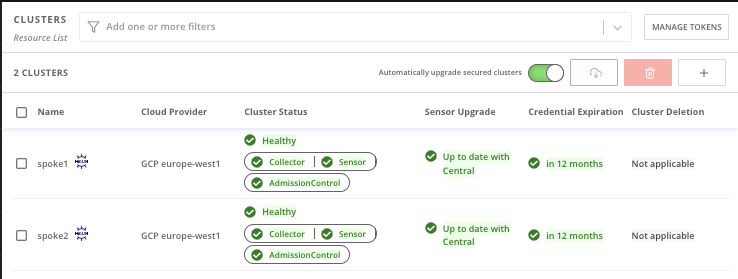 CLUSTERS
Resource List
Add one or more filters
MANAGE TOKENS
2 CLUSTERS
Automatically upgrade secured clusters
Name Cloud Provider Cluster Status Sensor Upgrade Credential Expiration Cluster Deletion
spoke1
GCP europe-west1
Healthy
Collector Sensor
AdmissionControl
Up to date with
Central
in 12 months
Not applicable
spoke2
GCP europe-west1
Healthy
Collector Sensor
AdmissionControl
Up to date with
Central
in 12 months
Not applicable